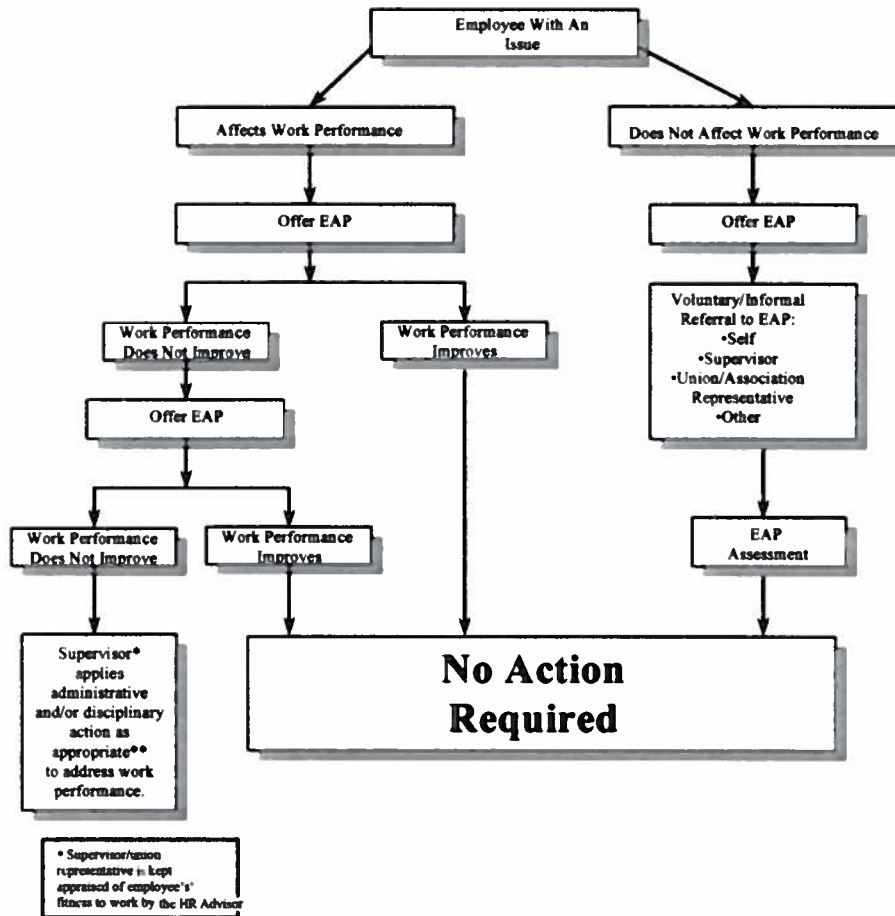 Employee With An
Issue
Affects Work Performance
Does Not Affect Work Performance
Offer EAP
Offer EAP
Work Performance
Does Not Improve
Work Performance
Improves
Voluntary/Informal
Referral to EAP:
•Self
•Supervisor
•Union/Association
Representative
•Other
Offer EAP
Work Performance
Does Not Improve
Work Performance
Improves
EAP
Assessment
Supervisor*
applies
administrative
and/or disciplinary
action as
appropriate**
to address work
performance.
No Action
Required
* Supervisor/union
representative is kept
appraised of employee's'
fitness to work by the HR Advisor